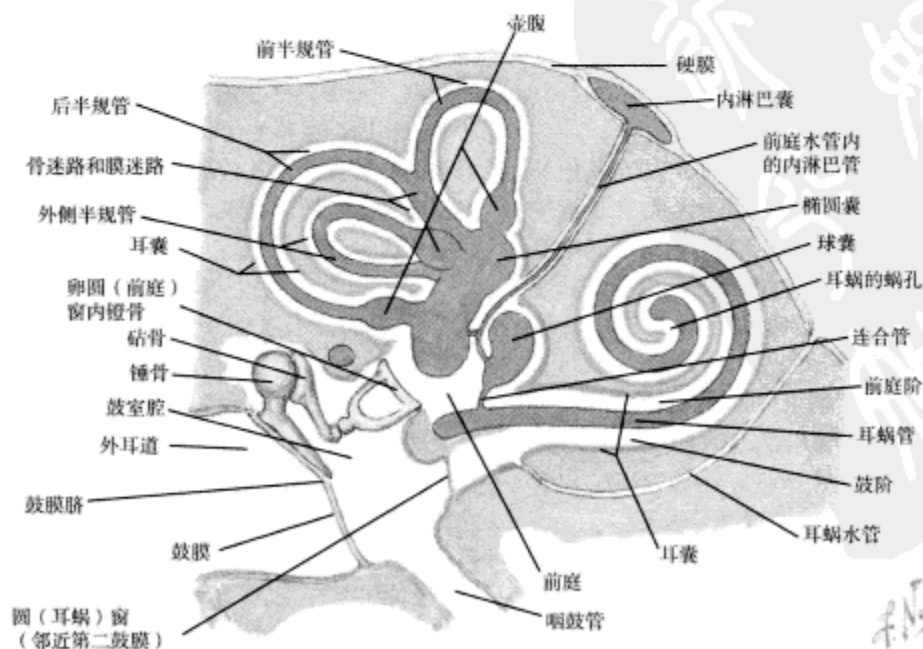 壶腹
前半规管
硬膜
内淋巴囊
后半规管
前庭水管内
的内淋巴管
骨迷路和膜迷路
椭圆囊
外侧半规管
球囊
耳囊
耳蜗的蜗孔
卵圆（前庭）
窗内镫骨
连合管
砧骨
锤骨
前庭阶
鼓室腔
耳蜗管
外耳道
鼓阶
鼓膜脐
耳蜗水管
鼓膜
耳囊
前庭
圆（耳蜗）窗
（邻近第二鼓膜）
咽鼓管